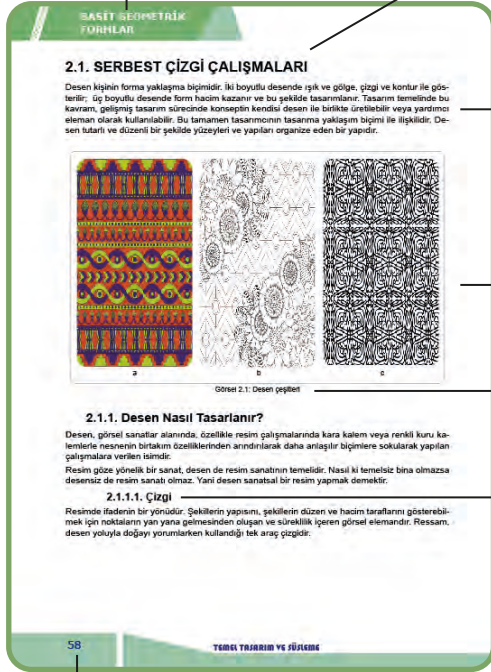 BASİT GEOMETRİK
FORMLAR
2.1. SERBEST ÇİZGİ ÇALIŞMALARI
Desen kişinin forma yaklaşma biçimidir. İki boyutlu desende ışık ve gölge, çizgi ve kontur ile gös-
terilir; üç boyutlu desende form hacim kazanır ve bu şekilde tasarımlanır. Tasarım temelinde bu
kavram, gelişmiş tasarım sürecinde konseptin kendisi desen ile birlikte üretilebilir veya yardımcı
eleman olarak kullanılabilir. Bu tamamen tasarımcının tasarıma yaklaşım biçimi ile ilişkilidir. De-
sen tutarlı ve düzenli bir şekilde yüzeyleri ve yapıları organize eden bir yapıdır.
a b c
Görsel 2.1: Desen çeşitleri
2.1.1. Desen Nasıl Tasarlanır?
Desen, görsel sanatlar alanında, özellikle resim çalışmalarında kara kalem veya renkli kuru ka-
lemlerle nesnenin birtakım özelliklerinden arındırılarak daha anlaşılır biçimlere sokularak yapılan
çalışmalara verilen isimdir.
Resim göze yönelik bir sanat, desen de resim sanatının temelidir. Nasıl ki temelsiz bina olmazsa
desensiz de resim sanatı olmaz. Yani desen sanatsal bir resim yapmak demektir.
2.1.1.1. Çizgi
Resimde ifadenin bir yönüdür. Şekillerin yapısını, şekillerin düzen ve hacim taraflarını gösterebil-
mek için noktaların yan yana gelmesinden oluşan ve süreklilik içeren görsel elemandır. Ressam,
desen yoluyla doğayı yorumlarken kullandığı tek araç çizgidir.
58
TEMEL TASARIM VE SÜSLEME